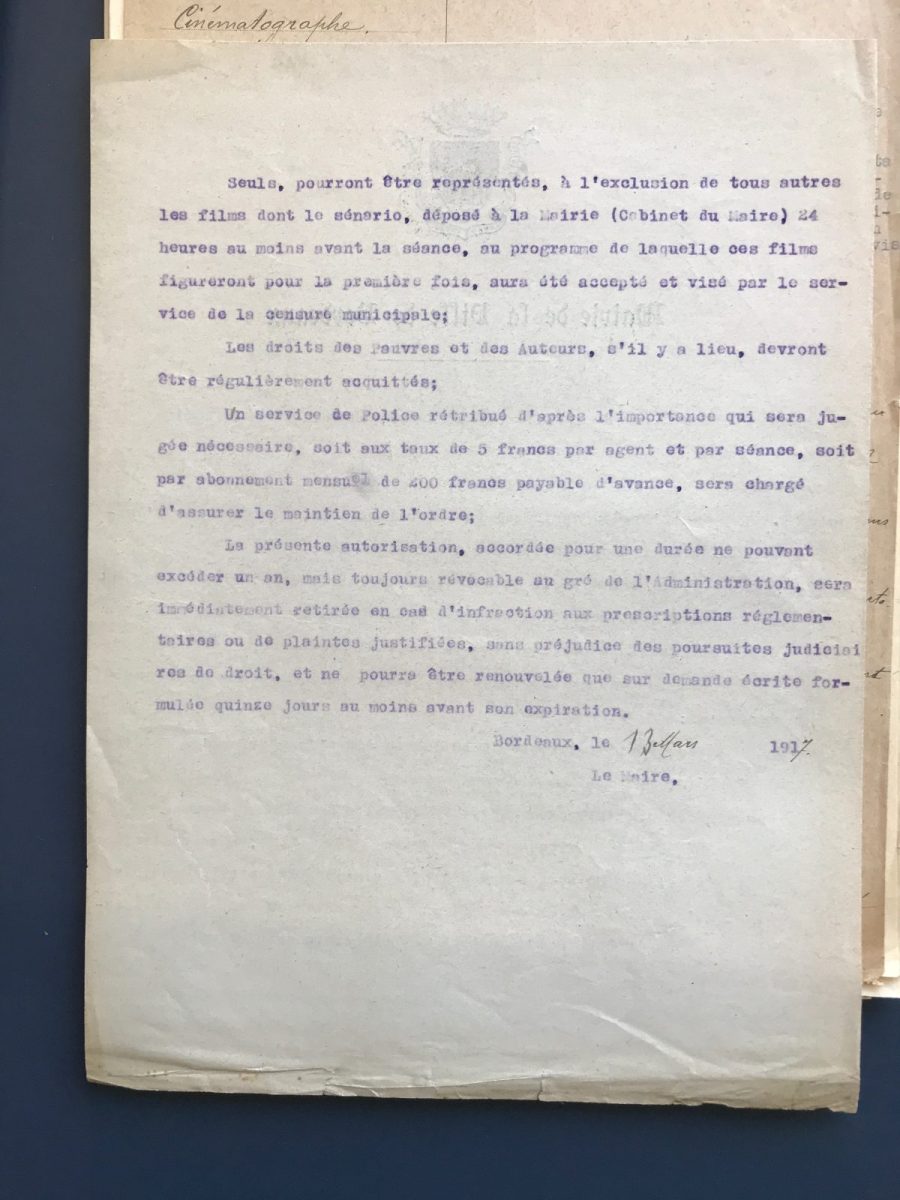 Cinématographe.
Seuls, pourront être représentés, à l'exclusion de tous autres
les films dont le sénario, déposé à la Mairie (Cabinet du Maire) 24
heures au moins avant la séance, au programme de laquelle ces films
figureront pour la première fois, aura été accepté et visé par le ser-
vice de la censure municipale;
Les droits des Pauvres et des Auteurs, s'il y a lieu, devront
être régulièrement acquittés;
Un service de Police rétribué d'après l'importance qui sera ju-
gée nécessaire, soit aux taux de 5 francs par agent et par séance, soit
par abonnement mensuel de 200 francs payable d'avance, sera chargé
d'assurer le maintien de l'ordre;
La présente autorisation, accordée pour une durée ne pouvant
excéder un an, mais toujours révocable au gré de l'Administration, sera
immédiatement retirée en cas d'infraction aux prescriptions réglemen-
taires ou de plaintes justifiées, sans préjudice des poursuites judiciai
res de droit, et ne pourra être renouvelée que sur demande écrite for-
mulée quinze jours au moins avant son expiration.
Bordeaux, le 13 Mars 1917.
Le Maire,